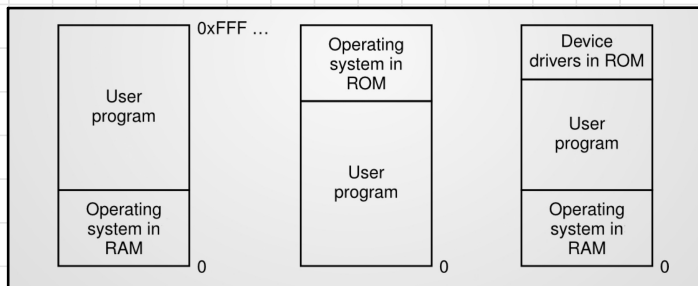 0xFFF ...
User
program
Operating
system in
RAM
0
Operating
system in
ROM
User
program
0
Device
drivers in ROM
User
program
Operating
system in
RAM
0